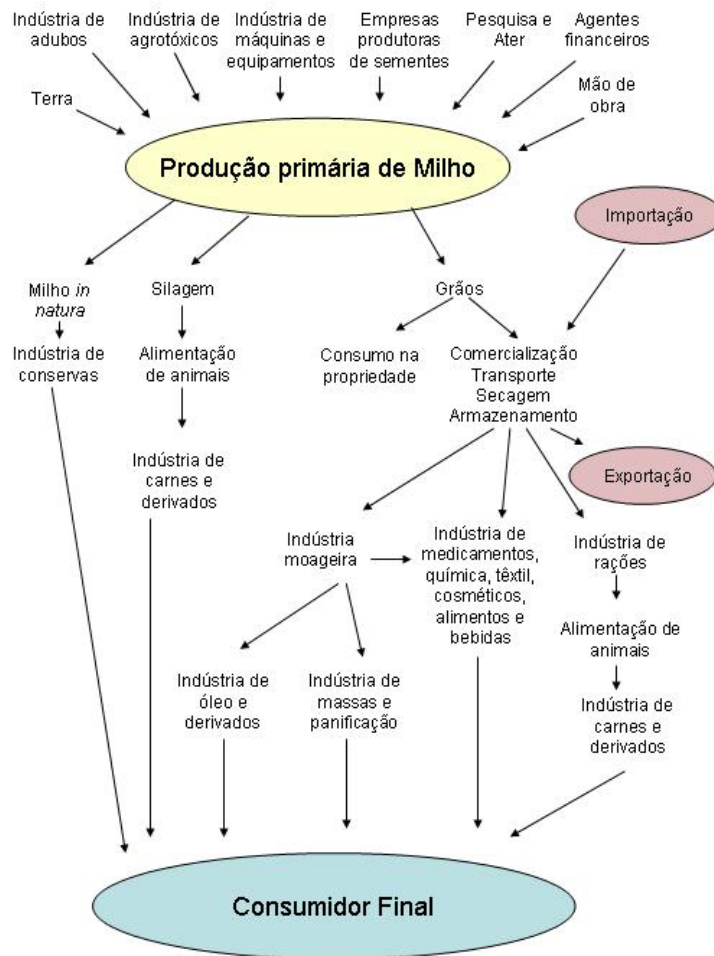 Indústria de
adubos
Indústria de
agrotóxicos
Indústria de
máquinas e
equipamentos
Empresas
produtoras
de sementes
Pesquisa e
Ater
Agentes
financeiros
Terra
Mão de
obra
Produção primária de Milho
Importação
Milho in
natura
Silagem
Grãos
Indústria de
conservas
Alimentação
de animais
Consumo na
propriedade
Comercialização
Transporte
Secagem
Armazenamento
Indústria de
carnes e
derivados
Exportação
Indústria
moageira
Indústria de
medicamentos,
química, têxtil,
cosméticos,
alimentos e
bebidas
Indústria de
rações
Alimentação de
animais
Indústria de
óleo e
derivados
Indústria de
massas e
panificação
Indústria de
carnes e
derivados
Consumidor Final